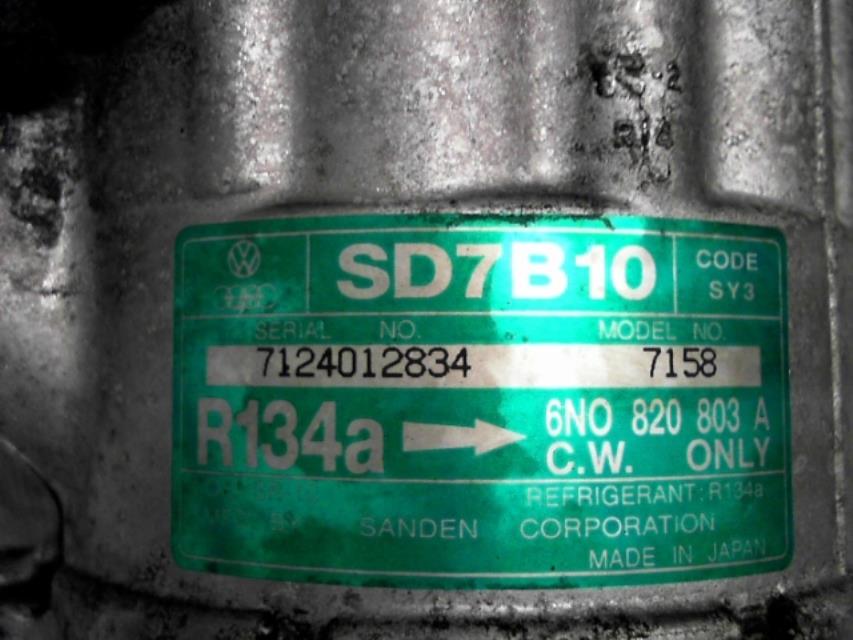 SD7B10
CODE
SY3
SERIAL NO. MODEL NO.
7124012834 7158
R134a 6N0 820 803 A
C.W. ONLY
REFRIGERANT:R134a
SANDEN CORPORATION
MADE IN JAPAN